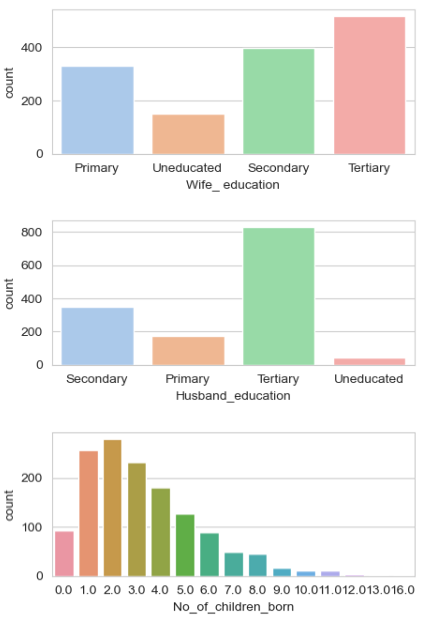 400
200
0
count
Primary Uneducated Secondary Tertiary
Wife_ education
800
600
400
200
0
count
Secondary Primary Tertiary Uneducated
Husband_education
200
100
0
count
0.0 1.0 2.0 3.0 4.0 5.0 6.0 7.0 8.0 9.0 10.0 11.0 12.0 13.0 16.0
No_of_children_born